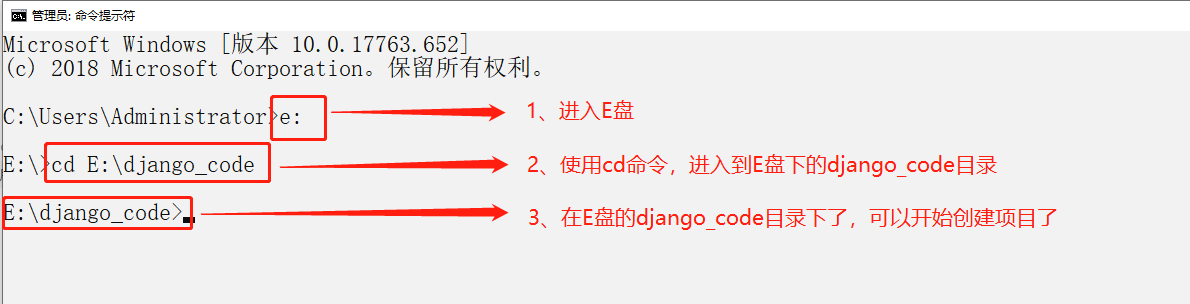 管理员: 命令提示符
Microsoft Windows [版本 10.0.17763.652]
(c) 2018 Microsoft Corporation。保留所有权利。
C:\Users\Administrator>e:
1、进入E盘
E:\>cd E:\django_code
2、使用cd命令，进入到E盘下的django_code目录
E:\django_code>
3、在E盘的django_code目录下了，可以开始创建项目了